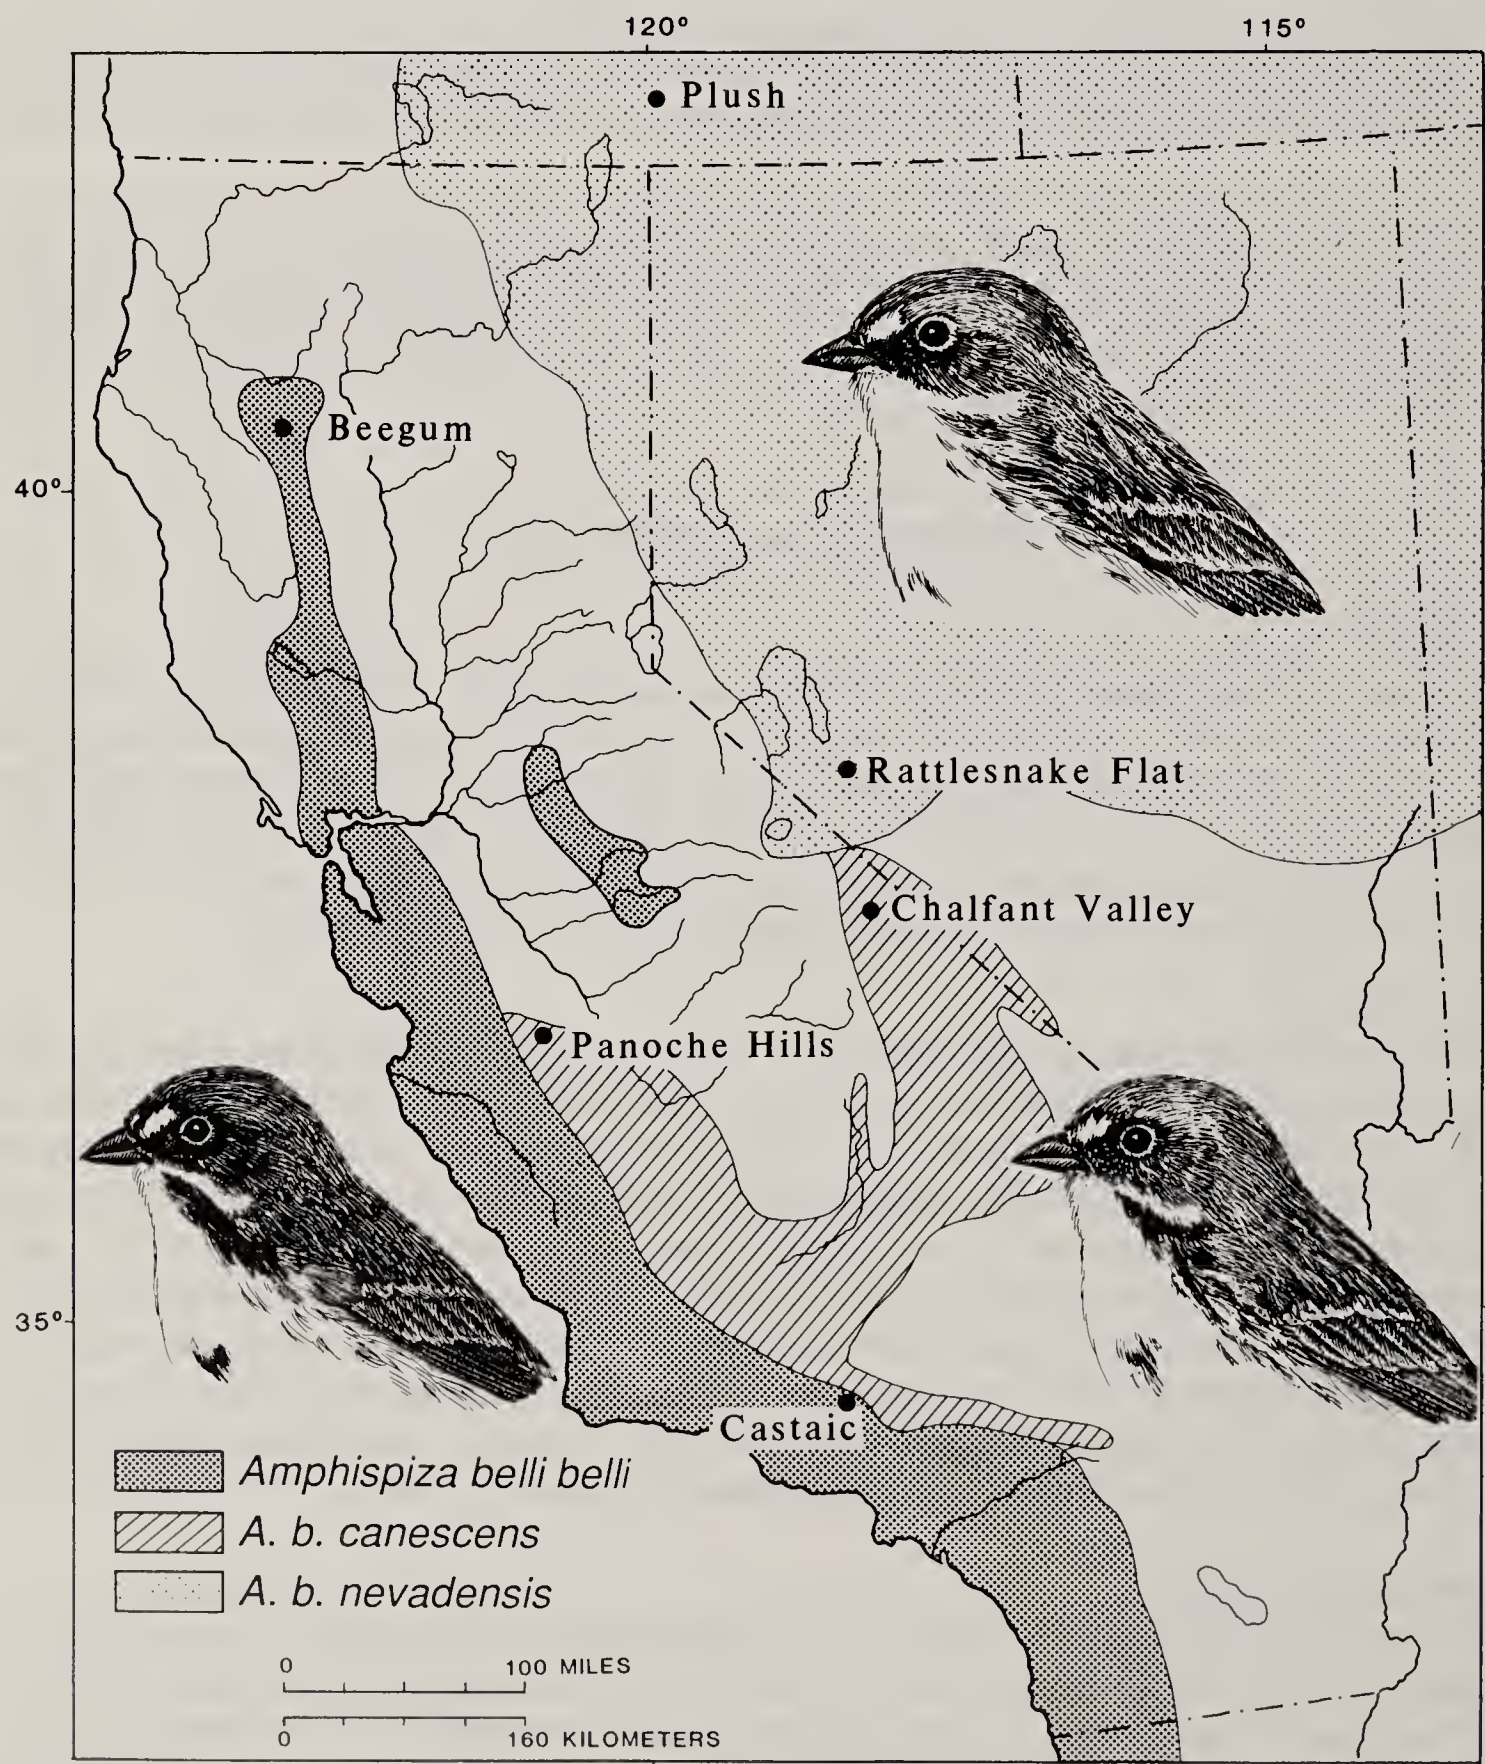 120° 115°
Plush
Beegum
40°
Rattlesnake Flat
Chalfant Valley
Panoche Hills
35°
Castaic
Amphispiza belli belli
A. b. canescens
A. b. nevadensis
0 100 MILES
0 160 KILOMETERS